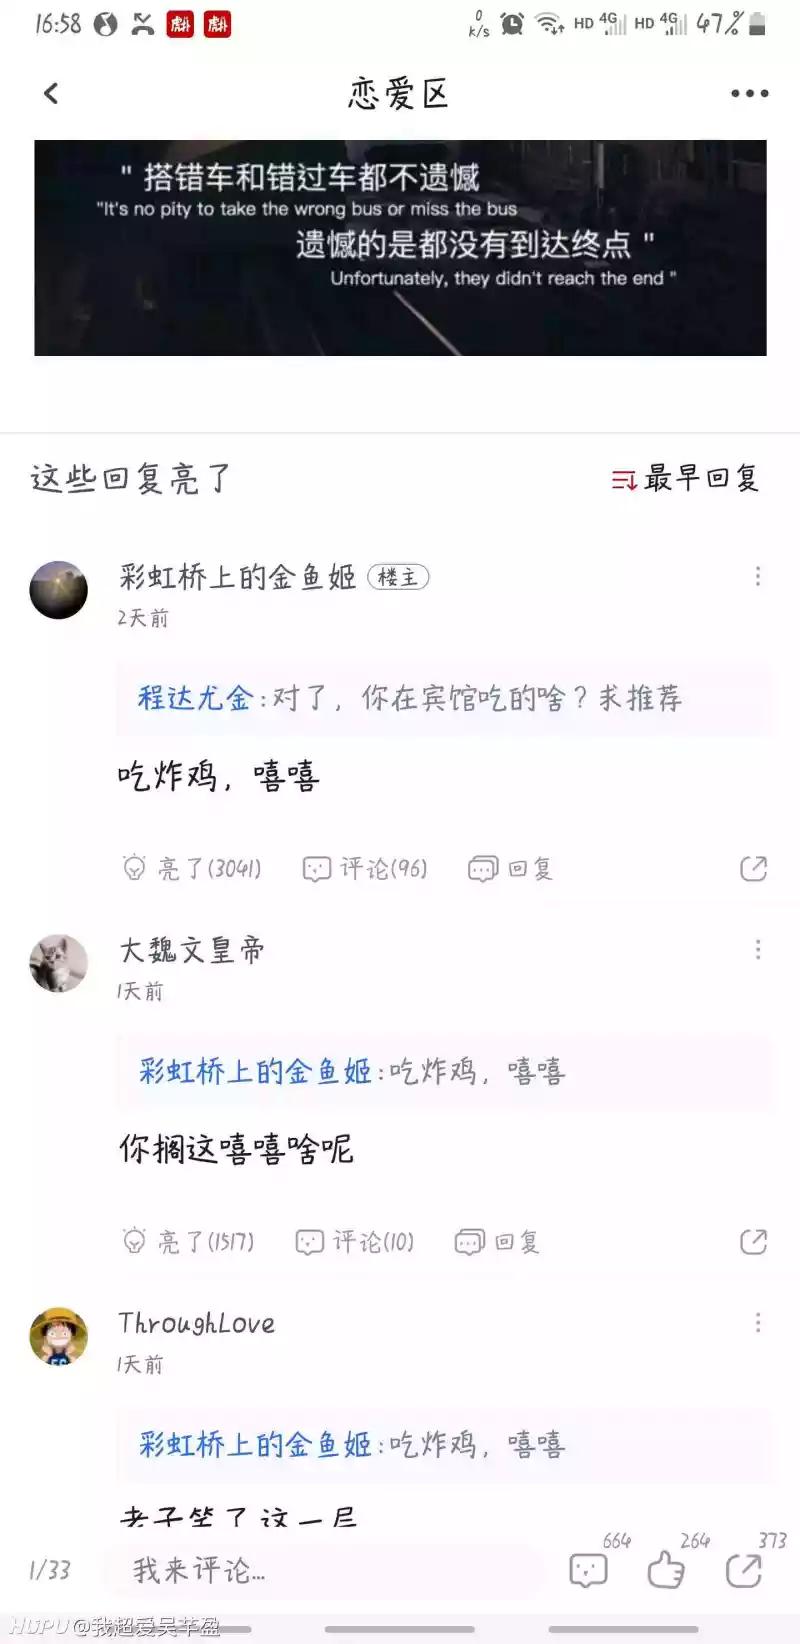 16:58
0
k/s
HD 4G HD 4G 47%
恋爱区
" 搭错车和错过车都不遗憾
"It's no pity to take the wrong bus or miss the bus
遗憾的是都没有到达终点 "
Unfortunately, they didn't reach the end "
这些回复亮了
最早回复
彩虹桥上的金鱼姬 楼主
2天前
程达尤金:对了，你在宾馆吃的啥？求推荐
吃炸鸡，嘻嘻
亮了(3041) 评论(96) 回复
大魏文皇帝
1天前
彩虹桥上的金鱼姬:吃炸鸡，嘻嘻
你搁这嘻嘻啥呢
亮了(1517) 评论(10) 回复
ThroughLove
1天前
彩虹桥上的金鱼姬:吃炸鸡，嘻嘻
老子笑了这一层
1/33
我来评论...
664
264
373
HUPU@我超爱吴芊盈